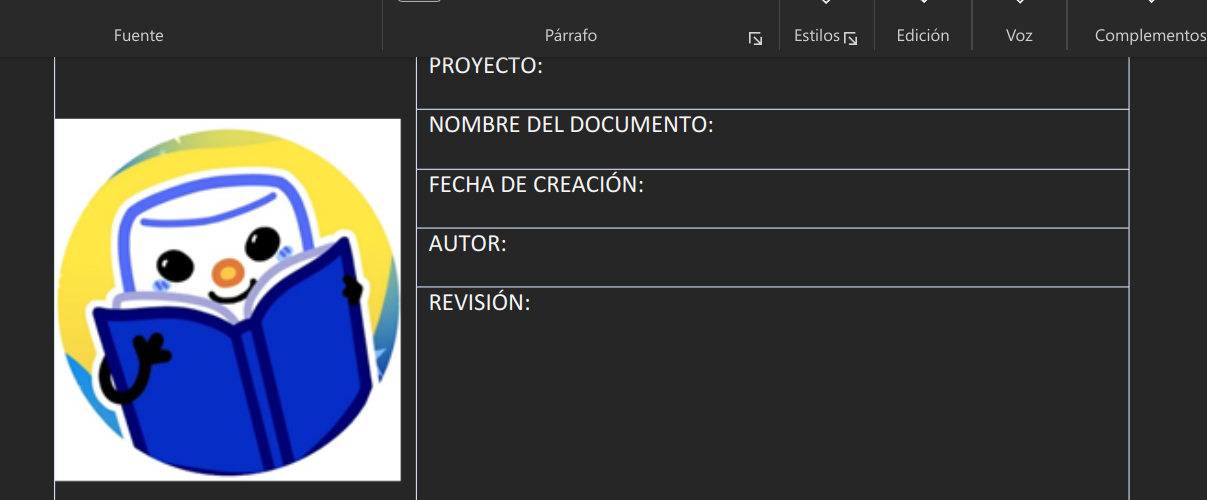 Fuente
Párrafo
Estilos
Edición
Voz
Complementos
PROYECTO:
NOMBRE DEL DOCUMENTO:
FECHA DE CREACIÓN:
AUTOR:
REVISIÓN: